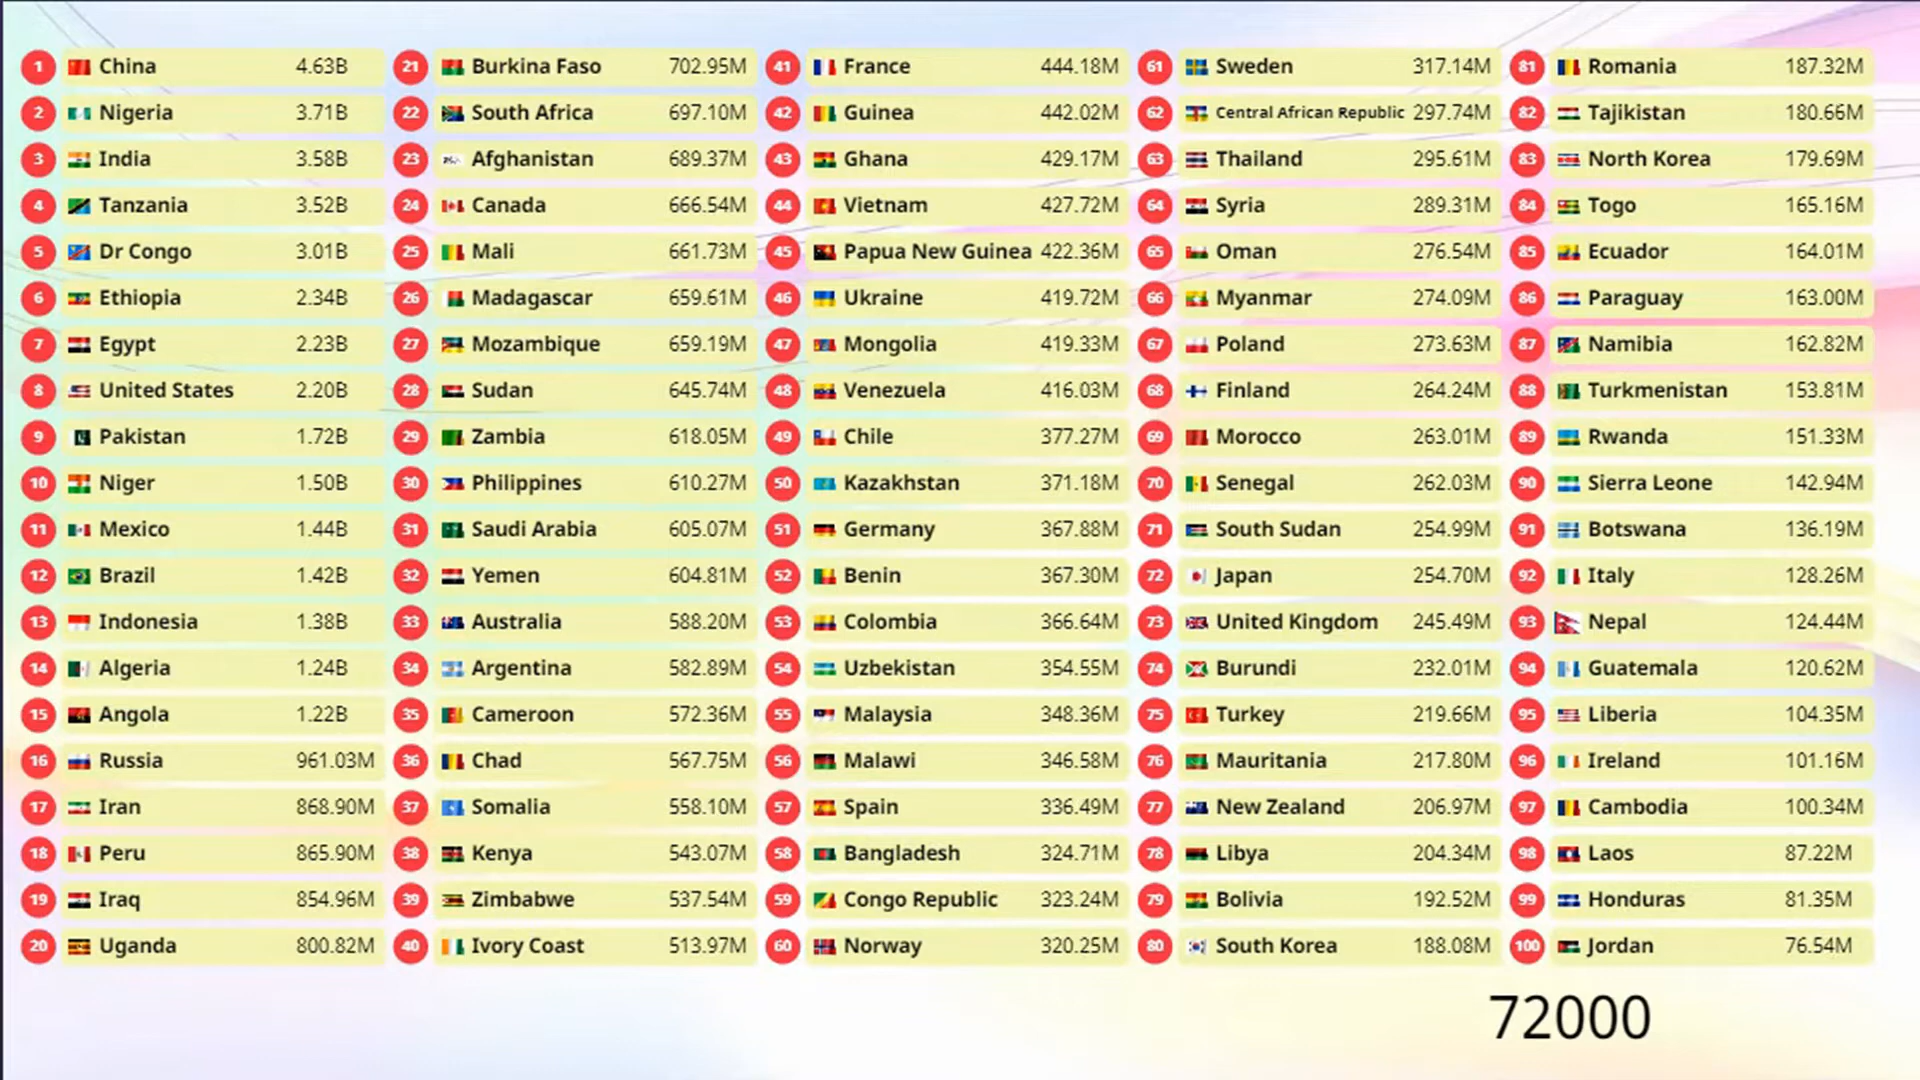 1 China 4.63B
2 Nigeria 3.71B
3 India 3.58B
4 Tanzania 3.52B
5 Dr Congo 3.01B
6 Ethiopia 2.34B
7 Egypt 2.23B
8 United States 2.20B
9 Pakistan 1.72B
10 Niger 1.50B
11 Mexico 1.44B
12 Brazil 1.42B
13 Indonesia 1.38B
14 Algeria 1.24B
15 Angola 1.22B
16 Russia 961.03M
17 Iran 868.90M
18 Peru 865.90M
19 Iraq 854.96M
20 Uganda 800.82M
21 Burkina Faso 702.95M
22 South Africa 697.10M
23 Afghanistan 689.37M
24 Canada 666.54M
25 Mali 661.73M
26 Madagascar 659.61M
27 Mozambique 659.19M
28 Sudan 645.74M
29 Zambia 618.05M
30 Philippines 610.27M
31 Saudi Arabia 605.07M
32 Yemen 604.81M
33 Australia 588.20M
34 Argentina 582.89M
35 Cameroon 572.36M
36 Chad 567.75M
37 Somalia 558.10M
38 Kenya 543.07M
39 Zimbabwe 537.54M
40 Ivory Coast 513.97M
41 France 444.18M
42 Guinea 442.02M
43 Ghana 429.17M
44 Vietnam 427.72M
45 Papua New Guinea 422.36M
46 Ukraine 419.72M
47 Mongolia 419.33M
48 Venezuela 416.03M
49 Chile 377.27M
50 Kazakhstan 371.18M
51 Germany 367.88M
52 Benin 367.30M
53 Colombia 366.64M
54 Uzbekistan 354.55M
55 Malaysia 348.36M
56 Malawi 346.58M
57 Spain 336.49M
58 Bangladesh 324.71M
59 Congo Republic 323.24M
60 Norway 320.25M
61 Sweden 317.14M
62 Central African Republic 297.74M
63 Thailand 295.61M
64 Syria 289.31M
65 Oman 276.54M
66 Myanmar 274.09M
67 Poland 273.63M
68 Finland 264.24M
69 Morocco 263.01M
70 Senegal 262.03M
71 South Sudan 254.99M
72 Japan 254.70M
73 United Kingdom 245.49M
74 Burundi 232.01M
75 Turkey 219.66M
76 Mauritania 217.80M
77 New Zealand 206.97M
78 Libya 204.34M
79 Bolivia 192.52M
80 South Korea 188.08M
81 Romania 187.32M
82 Tajikistan 180.66M
83 North Korea 179.69M
84 Togo 165.16M
85 Ecuador 164.01M
86 Paraguay 163.00M
87 Namibia 162.82M
88 Turkmenistan 153.81M
89 Rwanda 151.33M
90 Sierra Leone 142.94M
91 Botswana 136.19M
92 Italy 128.26M
93 Nepal 124.44M
94 Guatemala 120.62M
95 Liberia 104.35M
96 Ireland 101.16M
97 Cambodia 100.34M
98 Laos 87.22M
99 Honduras 81.35M
100 Jordan 76.54M
72000